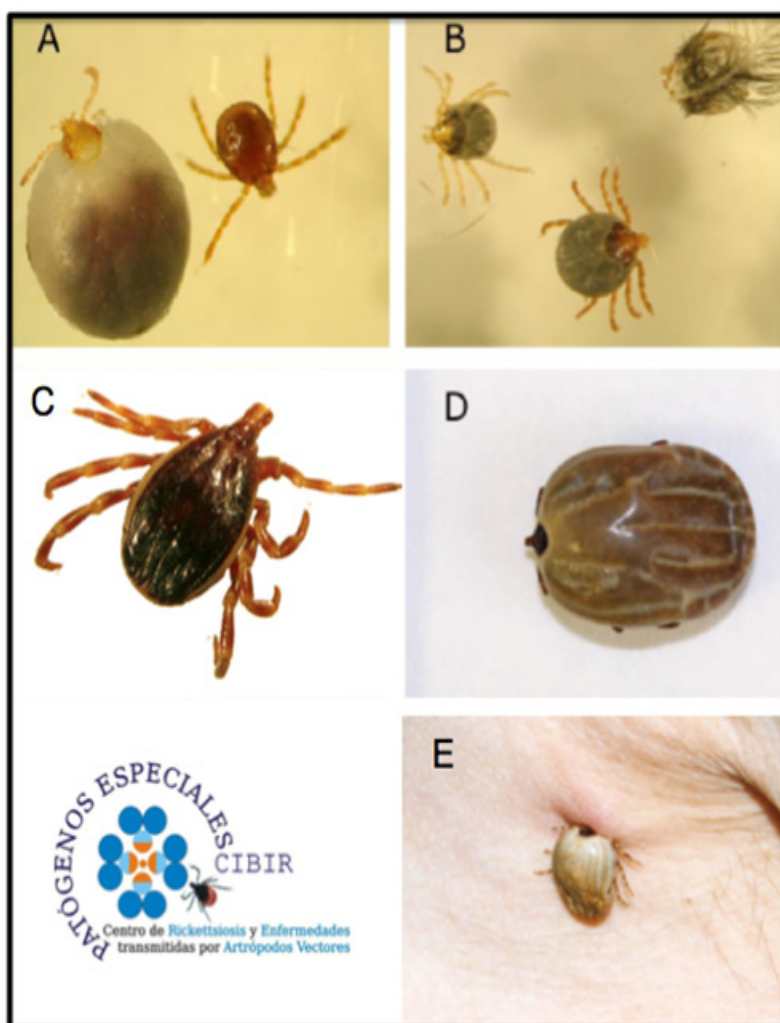 A
B
C
D
PATÓGENOS ESPECIALES
CIBIR
Centro de Rickettsiosis y Enfermedades
transmitidas por Artrópodos Vectores
E